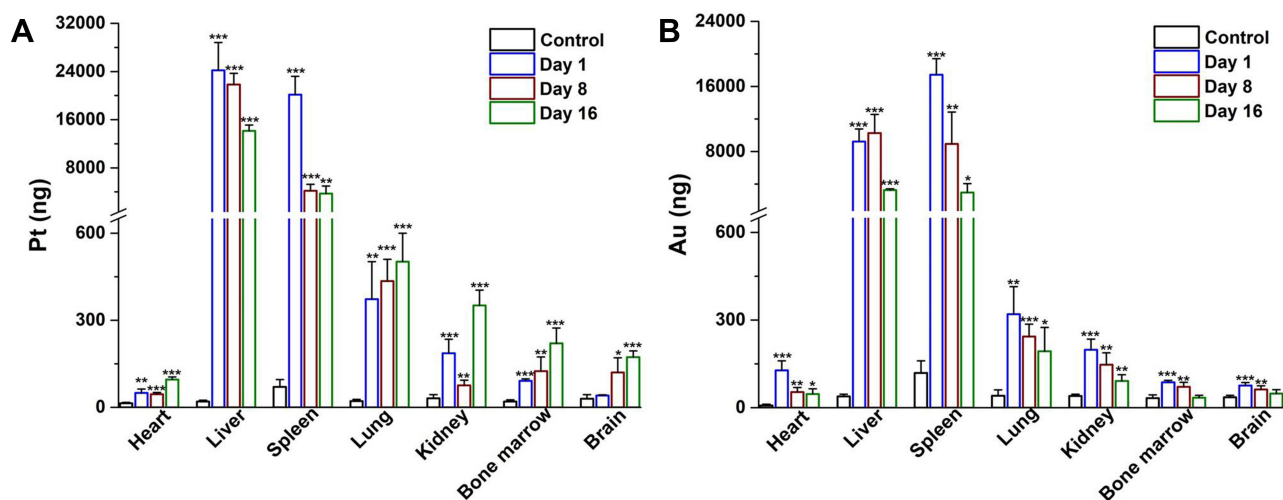 A
Pt (ng)
32000
24000
16000
8000
600
300
0
Control
Day 1
Day 8
Day 16
** *** ***
*** *** ***
*** *** **
** *** ***
*** ** ***
*** ** ***
* ***
Heart
Liver
Spleen
Lung
Kidney
Bone marrow
Brain
B
Au (ng)
24000
16000
8000
600
300
0
Control
Day 1
Day 8
Day 16
*** ** *
*** *** ***
*** ** *
** *** *
*** ** **
*** **
*** **
Heart
Liver
Spleen
Lung
Kidney
Bone marrow
Brain